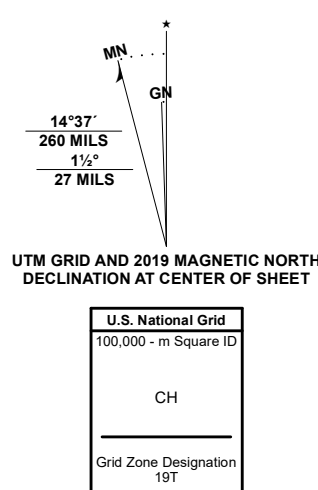 ★
MN
GN
14°37´
260 MILS
1½°
27 MILS
UTM GRID AND 2019 MAGNETIC NORTH
DECLINATION AT CENTER OF SHEET
U.S. National Grid
100,000 - m Square ID
CH
Grid Zone Designation
19T